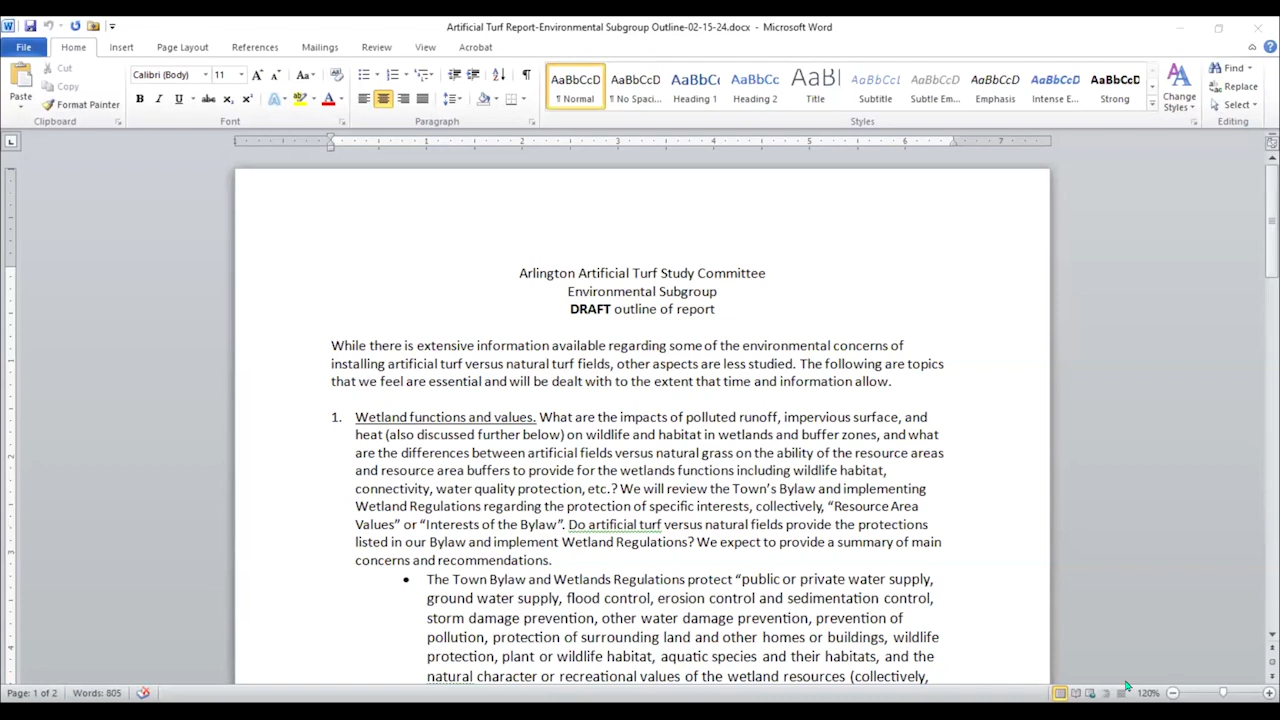 Artificial Turf Report-Environmental Subgroup Outline-02-15-24.docx - Microsoft Word
File Home Insert Page Layout References Mailings Review View Acrobat
Paste
Cut
Copy
Format Painter
Clipboard
Calibri (Body) 11
Font
Paragraph
AaBbCcD AaBbCcD AaBbC AaBbCc AaBl AaBbCcD AaBbCcD AaBbCcD AaBbCcD AaBbCcD
¶ Normal ¶ No Spaci... Heading 1 Heading 2 Title Subtitle Subtle Em... Emphasis Intense E... Strong
Styles
Change Styles
Find
Replace
Select
Editing
1 2 3 4 5 6 7
Arlington Artificial Turf Study Committee
Environmental Subgroup
DRAFT outline of report
While there is extensive information available regarding some of the environmental concerns of
installing artificial turf versus natural turf fields, other aspects are less studied. The following are topics
that we feel are essential and will be dealt with to the extent that time and information allow.
1. Wetland functions and values. What are the impacts of polluted runoff, impervious surface, and
heat (also discussed further below) on wildlife and habitat in wetlands and buffer zones, and what
are the differences between artificial fields versus natural grass on the ability of the resource areas
and resource area buffers to provide for the wetlands functions including wildlife habitat,
connectivity, water quality protection, etc.? We will review the Town’s Bylaw and implementing
Wetland Regulations regarding the protection of specific interests, collectively, “Resource Area
Values” or “Interests of the Bylaw”. Do artificial turf versus natural fields provide the protections
listed in our Bylaw and implement Wetland Regulations? We expect to provide a summary of main
concerns and recommendations.
• The Town Bylaw and Wetlands Regulations protect “public or private water supply,
ground water supply, flood control, erosion control and sedimentation control,
storm damage prevention, other water damage prevention, prevention of
pollution, protection of surrounding land and other homes or buildings, wildlife
protection, plant or wildlife habitat, aquatic species and their habitats, and the
natural character or recreational values of the wetland resources (collectively,
Page: 1 of 2 Words: 805 120%